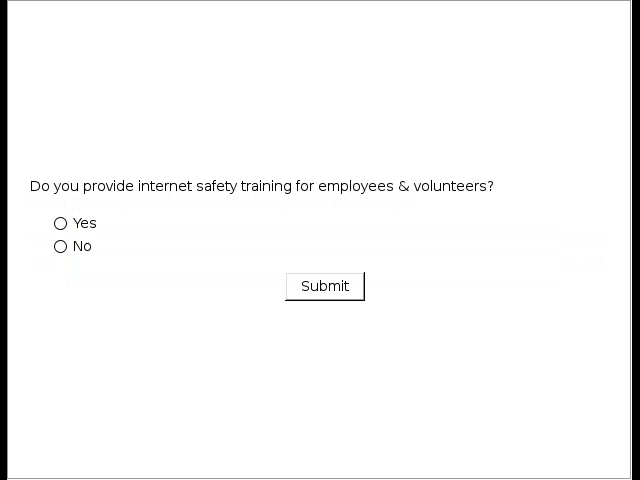 Do you provide internet safety training for employees & volunteers?
Yes
No
Submit